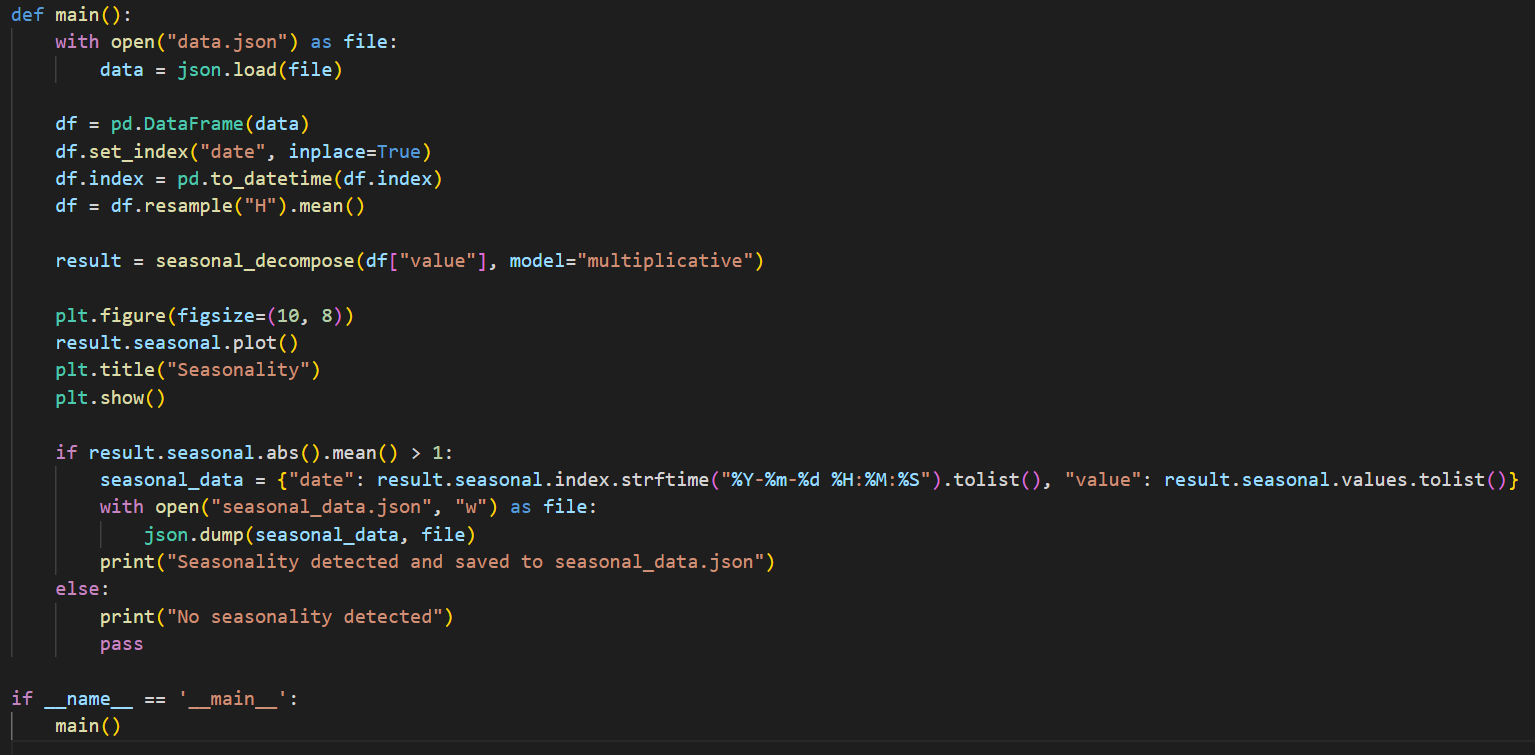 def main():
    with open("data.json") as file:
        data = json.load(file)

    df = pd.DataFrame(data)
    df.set_index("date", inplace=True)
    df.index = pd.to_datetime(df.index)
    df = df.resample("H").mean()

    result = seasonal_decompose(df["value"], model="multiplicative")

    plt.figure(figsize=(10, 8))
    result.seasonal.plot()
    plt.title("Seasonality")
    plt.show()

    if result.seasonal.abs().mean() > 1:
        seasonal_data = {"date": result.seasonal.index.strftime("%Y-%m-%d %H:%M:%S").tolist(), "value": result.seasonal.values.tolist()}
        with open("seasonal_data.json", "w") as file:
            json.dump(seasonal_data, file)
        print("Seasonality detected and saved to seasonal_data.json")
    else:
        print("No seasonality detected")
        pass

if __name__ == '__main__':
    main()